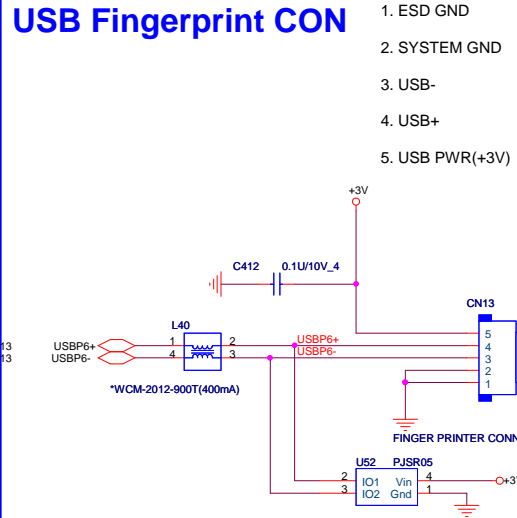 USB Fingerprint CON
1. ESD GND
2. SYSTEM GND
3. USB-
4. USB+
5. USB PWR(+3V)
+3V
C412 0.1U/10V_4
CN13
L40
13 USBP6+ 1 2 USBP6+ 5
13 USBP6- 4 3 USBP6- 4
3
2
1
*WCM-2012-900T(400mA)
FINGER PRINTER CONN
U52 PJSR05
2 IO1 Vin 4 +3V
3 IO2 Gnd 1